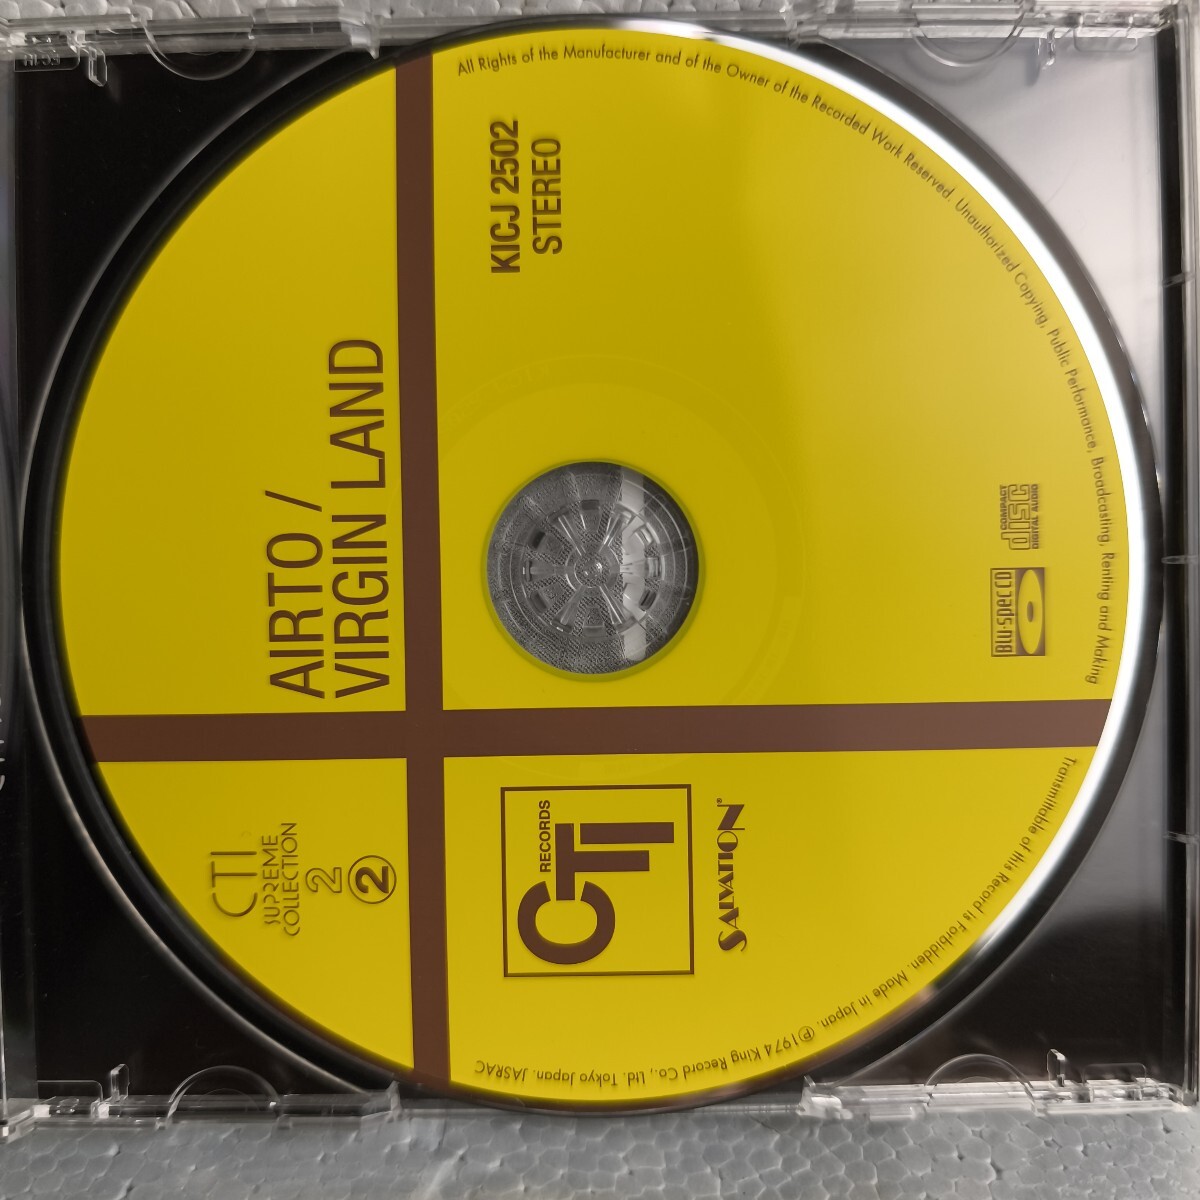 CTI
SUPREME
COLLECTION
2
②
AIRTO /
VIRGIN LAND
KICJ 2502
STEREO
CTI
RECORDS
SALVATION®
BLU-SPEC CD
COMPACT
disc
DIGITAL AUDIO
All Rights of the Manufacturer and of the Owner of the Recorded Work Reserved. Unauthorized Copying, Public Performance, Broadcasting, Renting and Making
Transmittable of this Record is Forbidden. Made in Japan. ℗1974 King Record Co., Ltd. Tokyo Japan. JASRAC